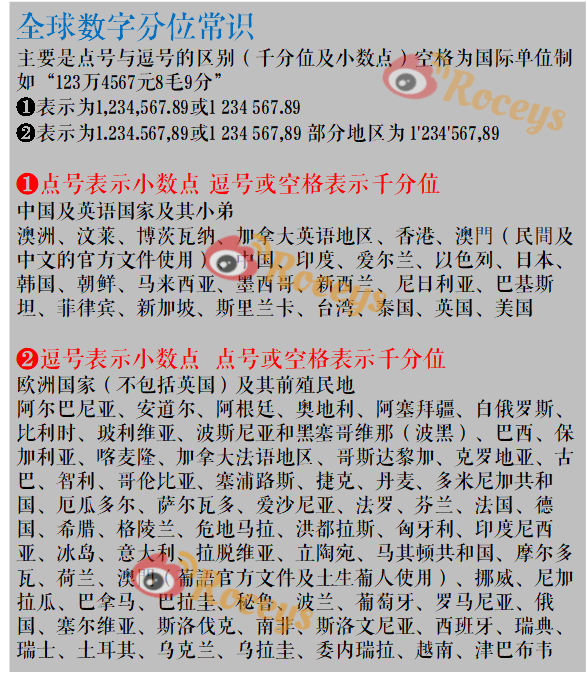 全球数字分位常识
主要是点号与逗号的区别（千分位及小数点）空格为国际单位制
如“123万4567元8毛9分”
❶表示为1,234,567.89或1 234 567.89
❷表示为1.234.567,89或1 234 567,89 部分地区为 1'234'567,89
❶点号表示小数点 逗号或空格表示千分位
中国及英语国家及其小弟
澳洲、汶莱、博茨瓦纳、加拿大英语地区、香港、澳門（民間及
中文的官方文件使用）、中国、印度、爱尔兰、以色列、日本、
韩国、朝鲜、马来西亚、墨西哥、新西兰、尼日利亚、巴基斯
坦、菲律宾、新加坡、斯里兰卡、台湾、泰国、英国、美国
❷逗号表示小数点 点号或空格表示千分位
欧洲国家（不包括英国）及其前殖民地
阿尔巴尼亚、安道尔、阿根廷、奥地利、阿塞拜疆、白俄罗斯、
比利时、玻利维亚、波斯尼亚和黑塞哥维那（波黑）、巴西、保
加利亚、喀麦隆、加拿大法语地区、哥斯达黎加、克罗地亚、古
巴、智利、哥伦比亚、塞浦路斯、捷克、丹麦、多米尼加共和
国、厄瓜多尔、萨尔瓦多、爱沙尼亚、法罗、芬兰、法国、德
国、希腊、格陵兰、危地马拉、洪都拉斯、匈牙利、印度尼西
亚、冰岛、意大利、拉脱维亚、立陶宛、马其顿共和国、摩尔多
瓦、荷兰、澳門（葡語官方文件及土生葡人使用）、挪威、尼加
拉瓜、巴拿马、巴拉圭、秘鲁、波兰、葡萄牙、罗马尼亚、俄
国、塞尔维亚、斯洛伐克、南非、斯洛文尼亚、西班牙、瑞典、
瑞士、土耳其、乌克兰、乌拉圭、委内瑞拉、越南、津巴布韦
Roceys
Roceys
Roceys